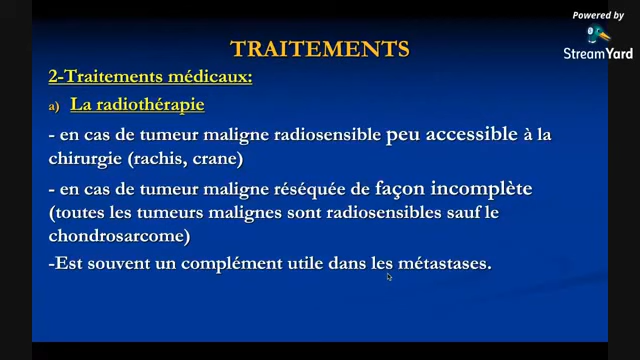 Powered by
StreamYard
TRAITEMENTS
2-Traitements médicaux:
a) La radiothérapie
- en cas de tumeur maligne radiosensible peu accessible à la
chirurgie (rachis, crane)
- en cas de tumeur maligne réséquée de façon incomplète
(toutes les tumeurs malignes sont radiosensibles sauf le
chondrosarcome)
-Est souvent un complément utile dans les métastases.